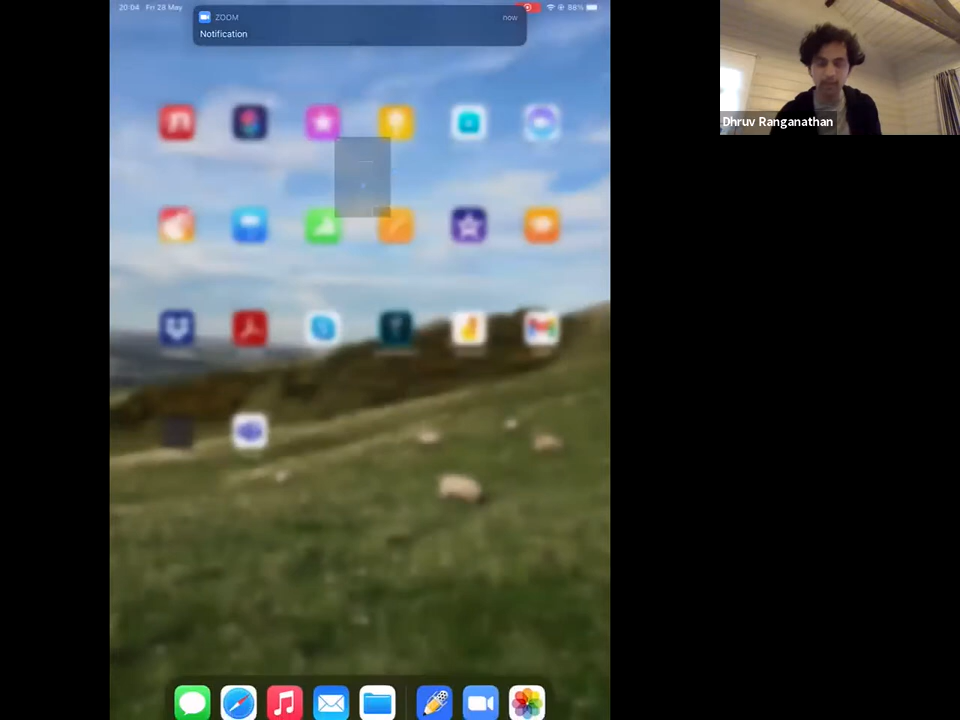 20:04 Fri 28 May
88%
ZOOM
now
Notification
Dhruv Ranganathan